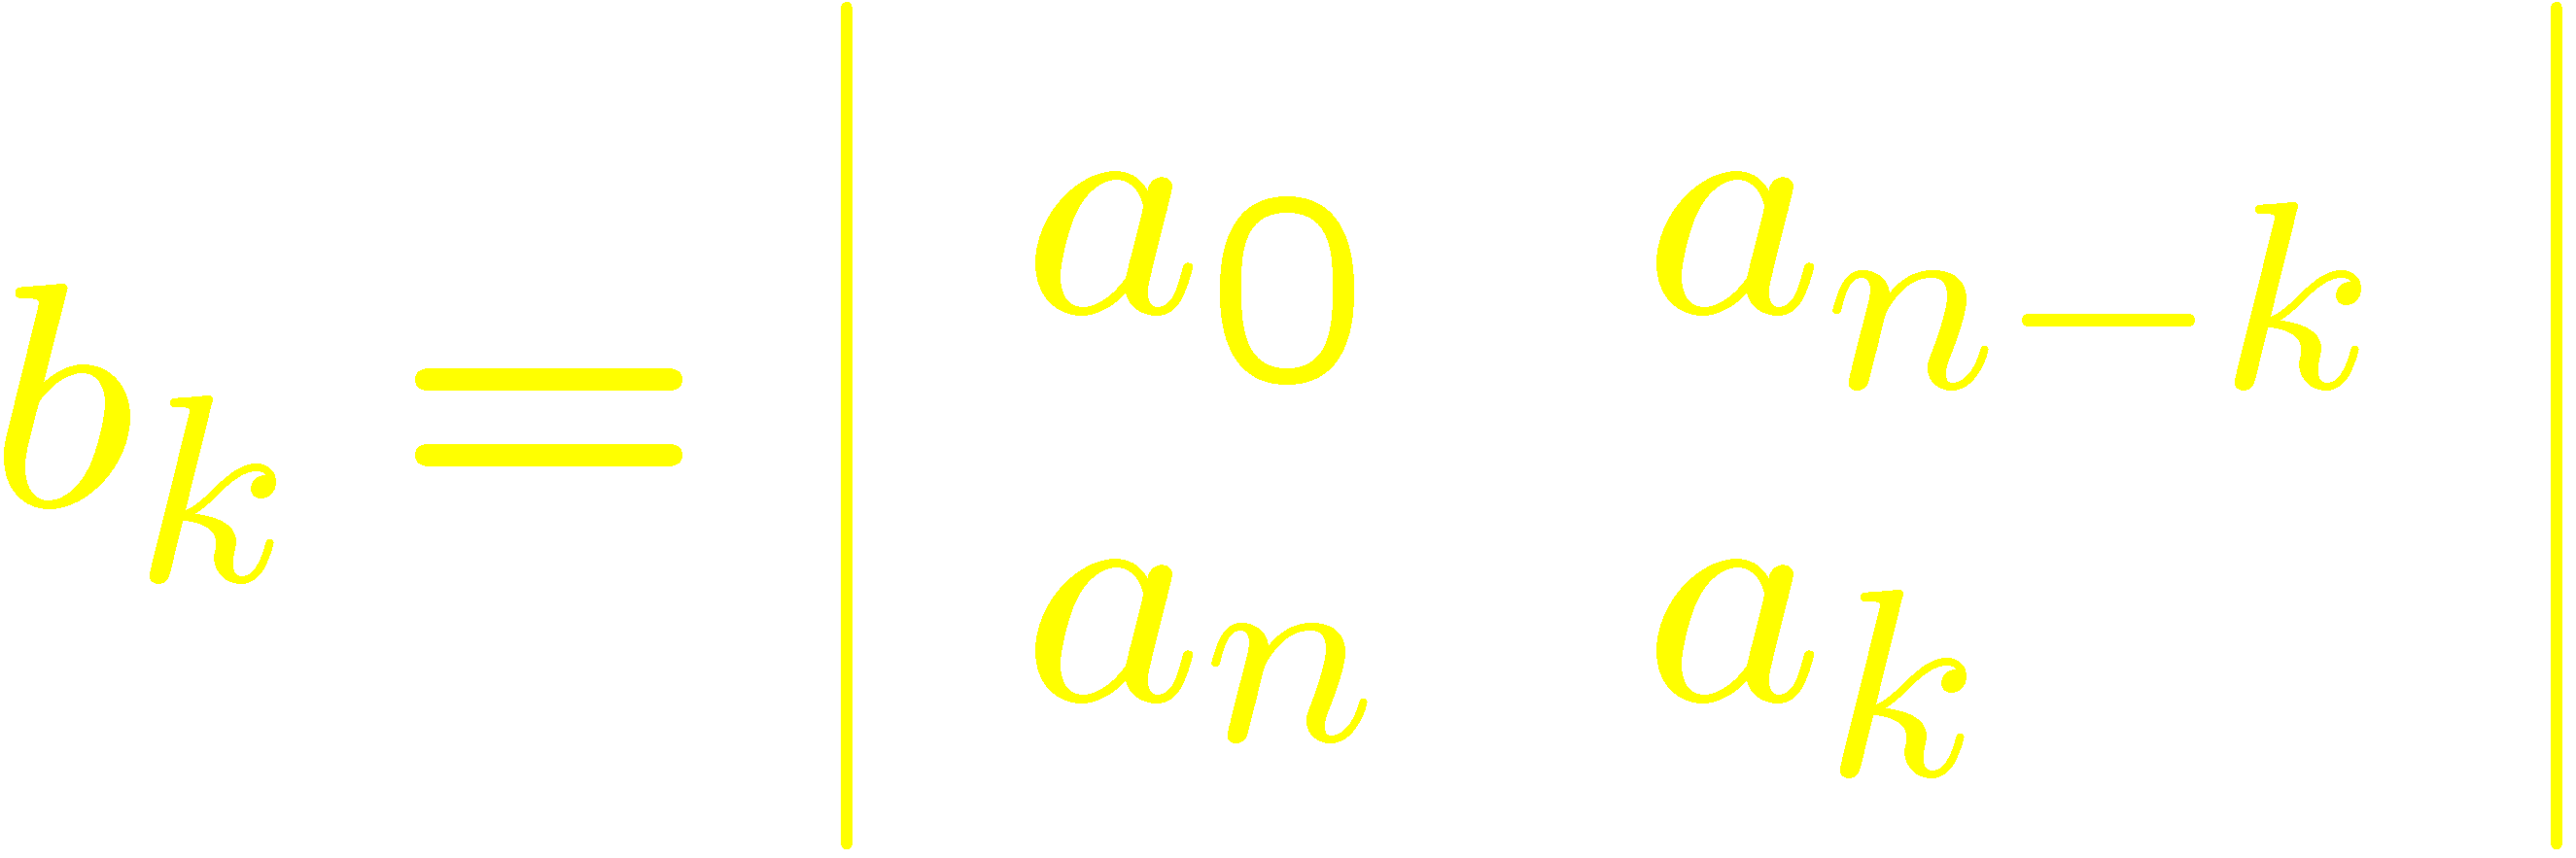 b_k = | a_0 a_{n-k} |
| a_n a_k |